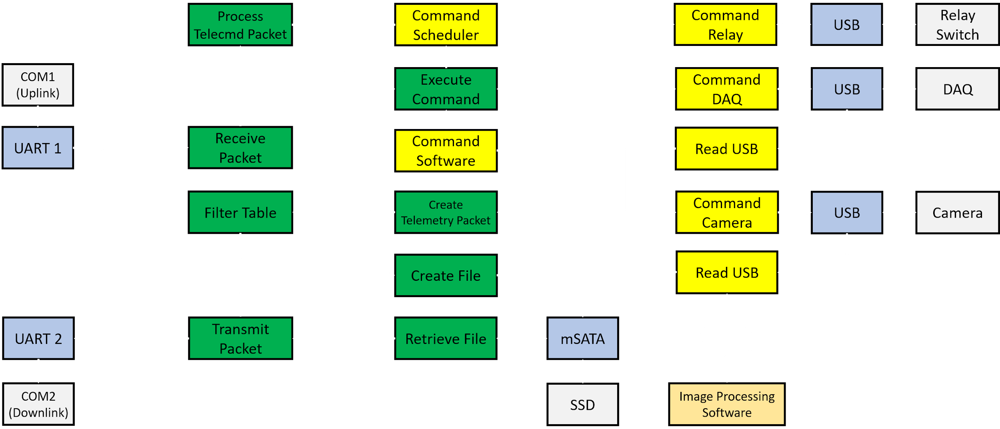 Process
Telecmd Packet
Command
Scheduler
Command
Relay
USB
Relay
Switch
COM1
(Uplink)
Execute
Command
Command
DAQ
USB
DAQ
UART 1
Receive
Packet
Command
Software
Read USB
Filter Table
Create
Telemetry Packet
Command
Camera
USB
Camera
Create File
Read USB
UART 2
Transmit
Packet
Retrieve File
mSATA
COM2
(Downlink)
SSD
Image Processing
Software